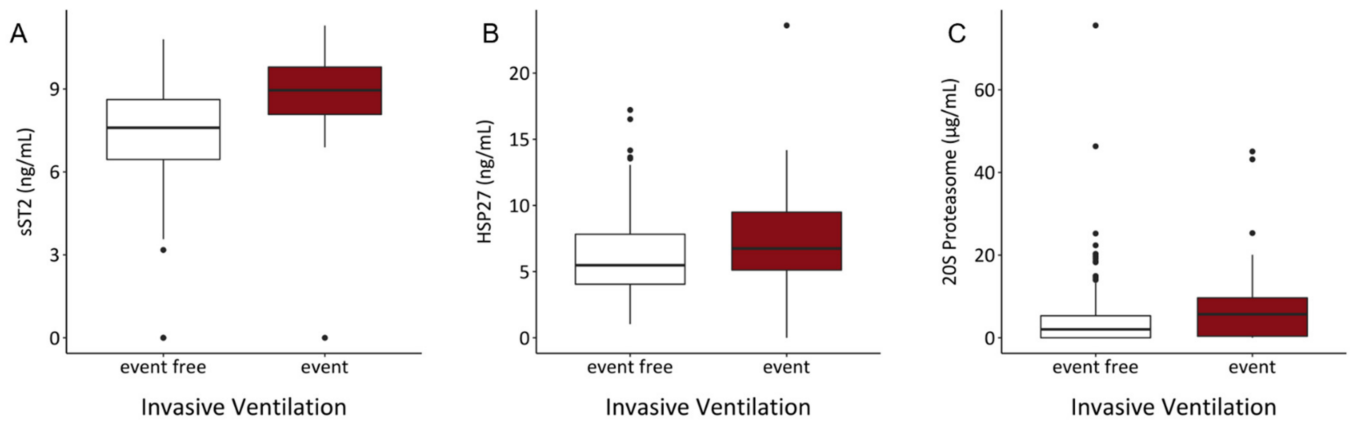 A
sST2 (ng/mL)
9
6
3
0
event free
event
Invasive Ventilation
B
HSP27 (ng/mL)
20
15
10
5
0
event free
event
Invasive Ventilation
C
20S Proteasome (µg/mL)
60
40
20
0
event free
event
Invasive Ventilation